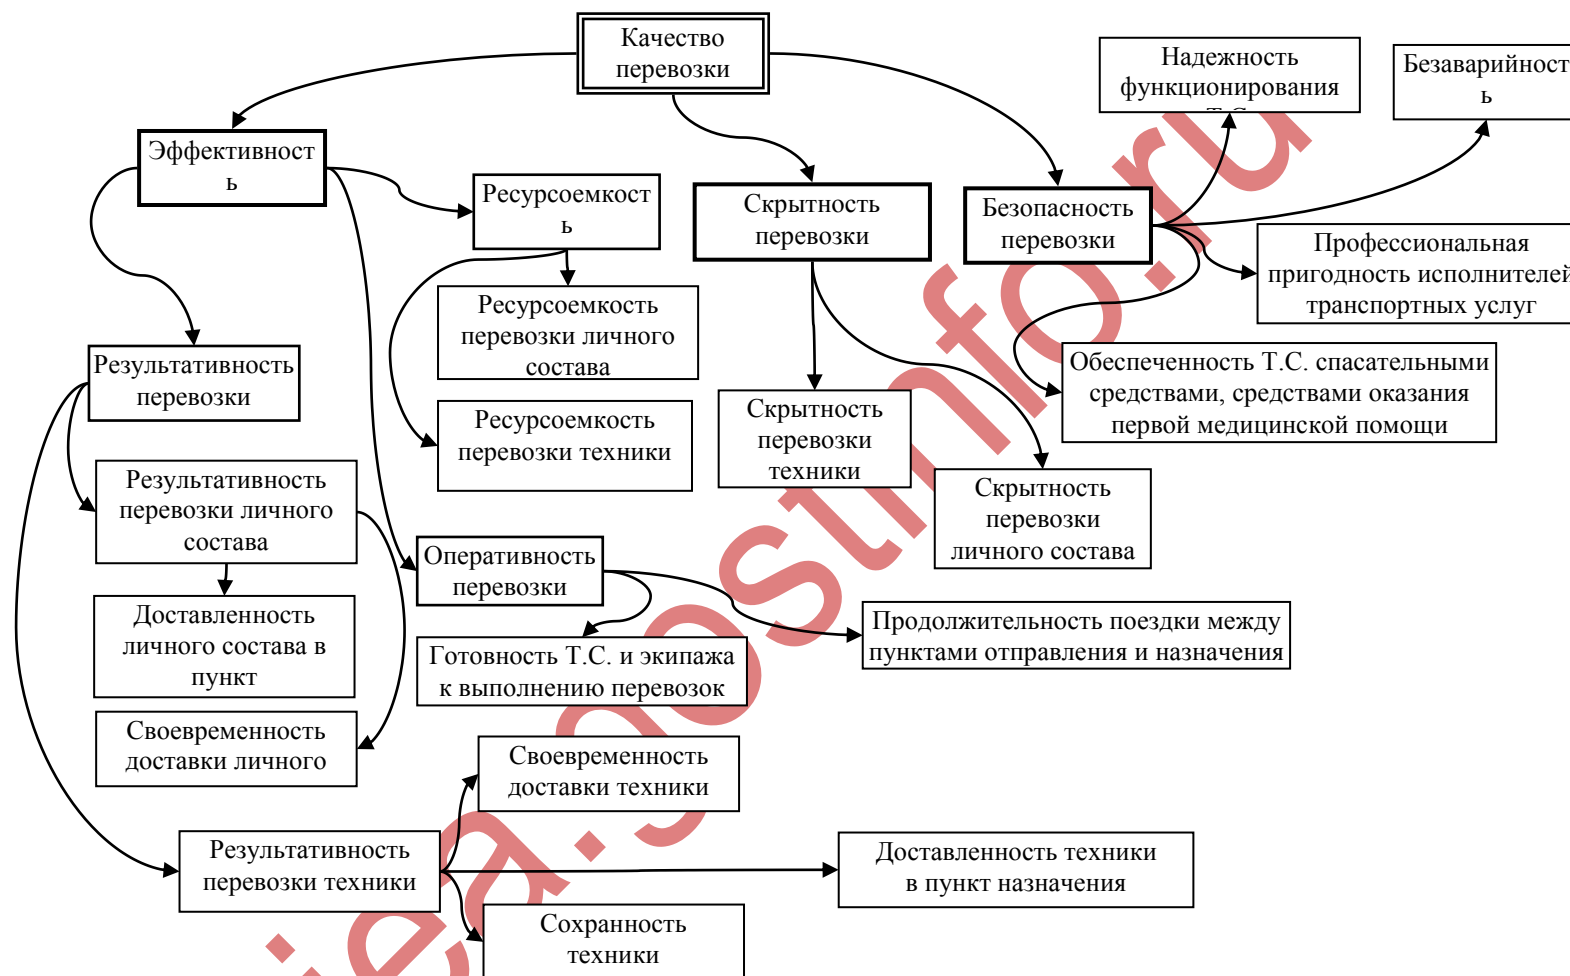 Качество
перевозки
Надежность
функционирования
Т.С.
Безаварийност
ь
Эффективност
ь
Ресурсоемкост
ь
Скрытность
перевозки
Безопасность
перевозки
Профессиональная
пригодность исполнителей
транспортных услуг
Ресурсоемкость
перевозки личного
состава
Результативность
перевозки
Обеспеченность Т.С. спасательными
средствами, средствами оказания
первой медицинской помощи
Ресурсоемкость
перевозки техники
Скрытность
перевозки
техники
Результативность
перевозки личного
состава
Скрытность
перевозки
личного состава
Оперативность
перевозки
Доставленность
личного состава в
пункт
Продолжительность поездки между
пунктами отправления и назначения
Готовность Т.С. и экипажа
к выполнению перевозок
Своевременность
доставки личного
Своевременность
доставки техники
Результативность
перевозки техники
Доставленность техники
в пункт назначения
Сохранность
техники
jea.gostinfo.ru